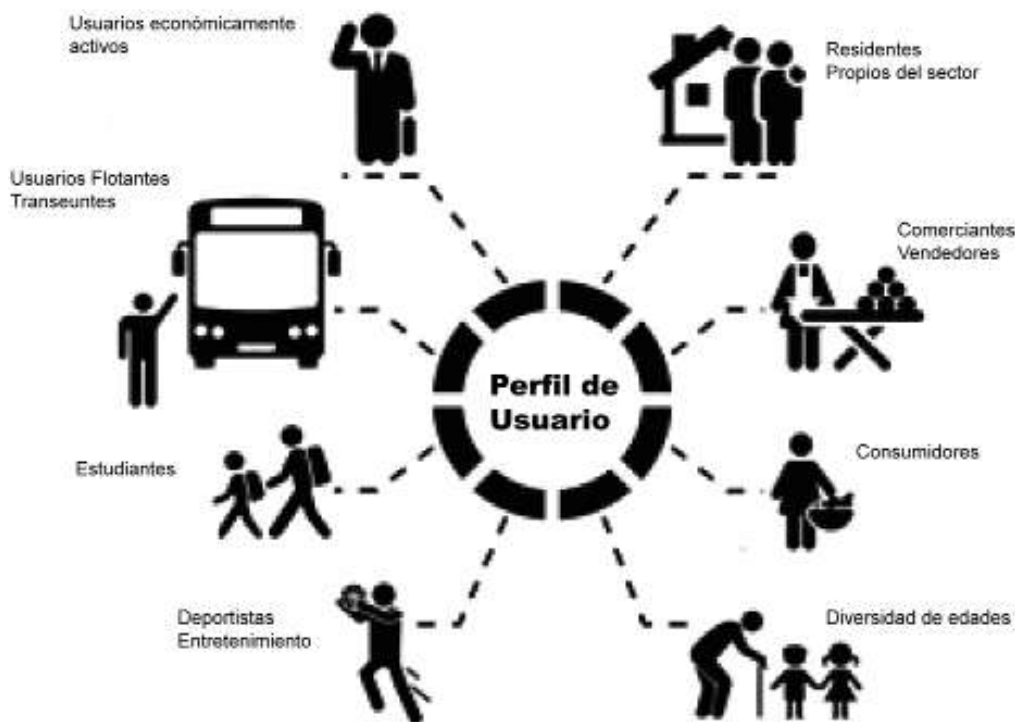 Usuarios económicamente
activos
Residentes
Propios del sector
Usuarios Flotantes
Transeuntes
Comerciantes
Vendedores
Perfil de
Usuario
Estudiantes
Consumidores
Deportistas
Entretenimiento
Diversidad de edades